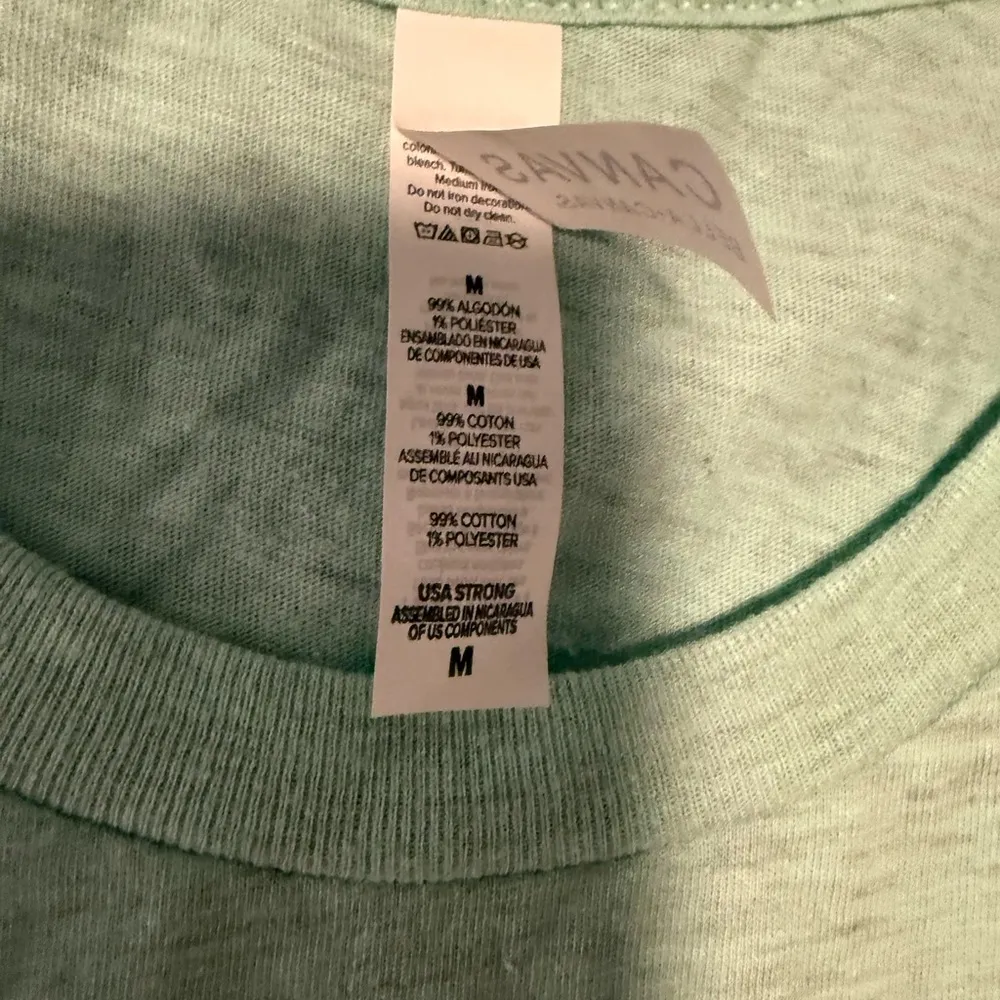 CANVAS
BELLA+CANVAS
bleach.
Medium
Do not iron decoration.
Do not dry clean.
M
99% ALGODÓN
1% POLIÉSTER
ENSAMBLADO EN NICARAGUA
DE COMPONENTES DE USA
M
99% COTON
1% POLYESTER
ASSEMBLÉ AU NICARAGUA
DE COMPOSANTS USA
99% COTTON
1% POLYESTER
USA STRONG
ASSEMBLED IN NICARAGUA
OF US COMPONENTS
M